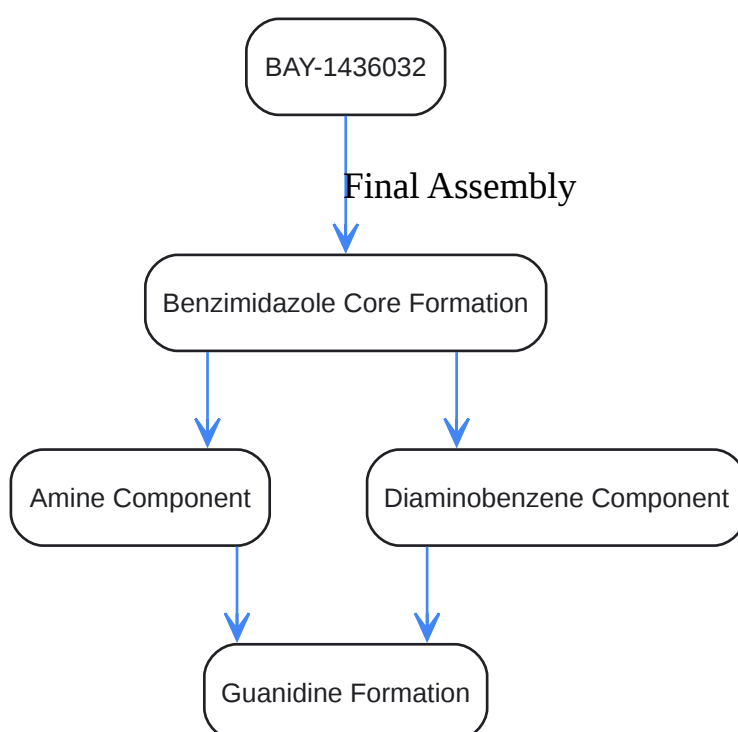 BAY-1436032
Final Assembly
Benzimidazole Core Formation
Amine Component
Diaminobenzene Component
Guanidine Formation